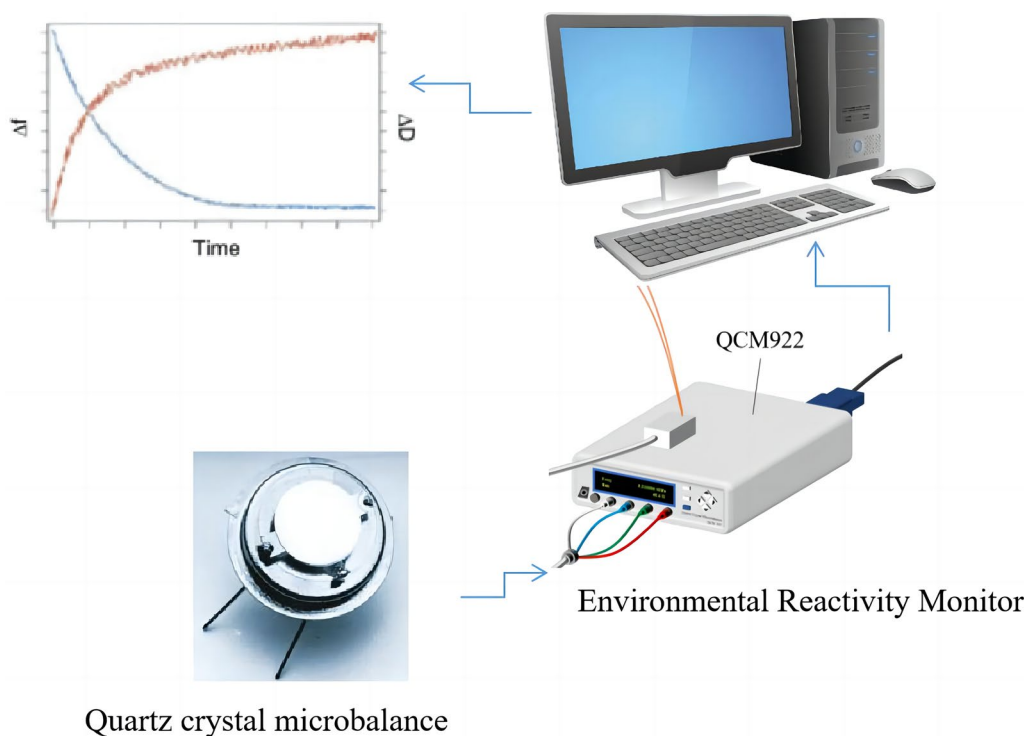 Δf
ΔD
Time
QCM922
Environmental Reactivity Monitor
Quartz crystal microbalance